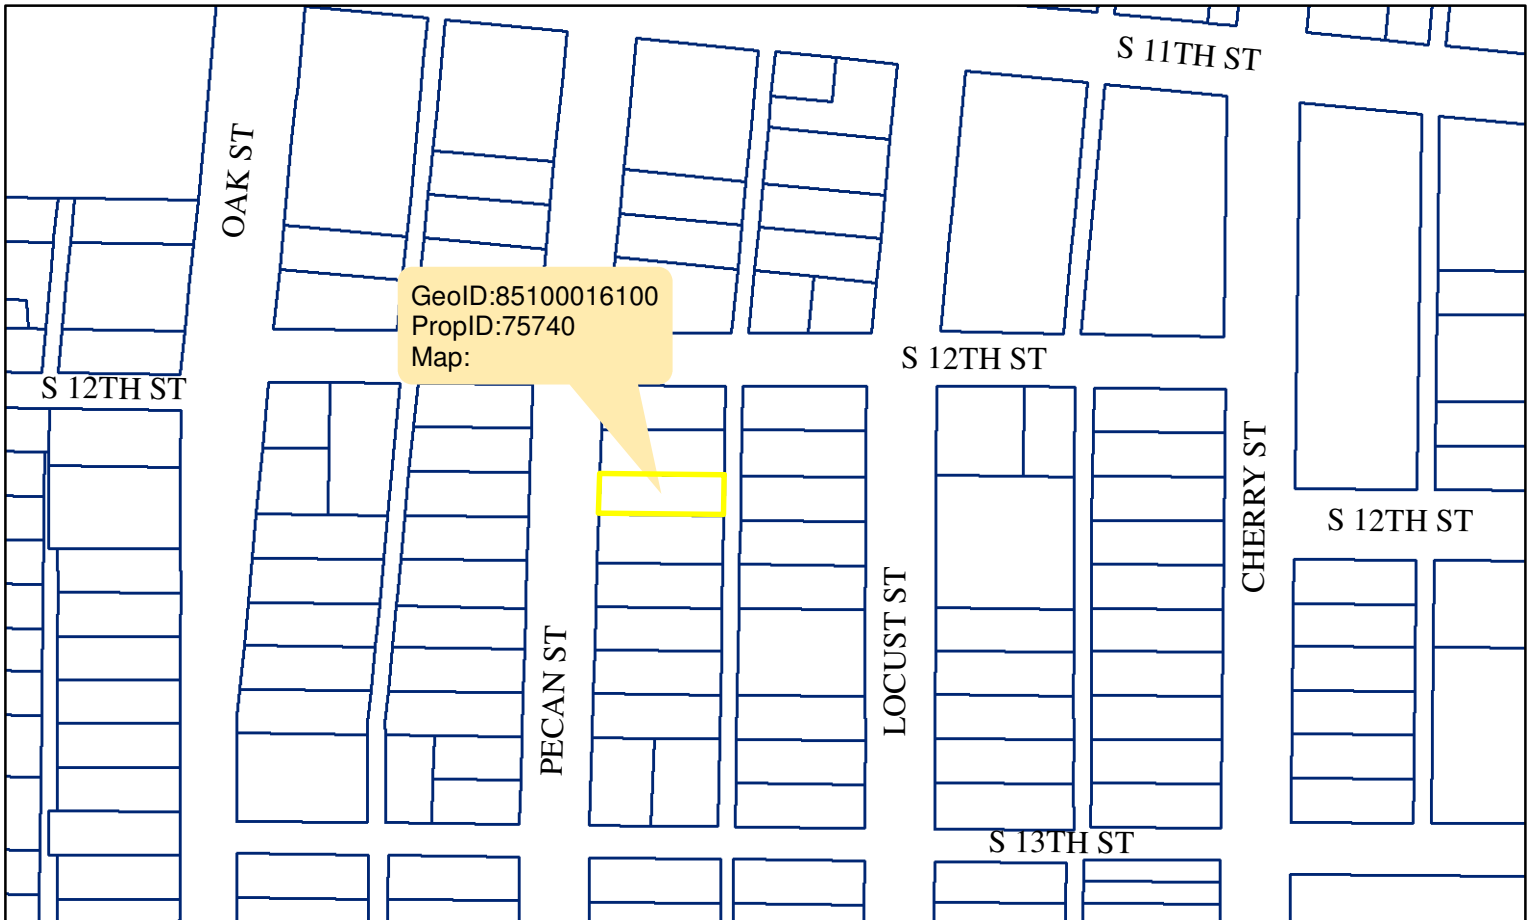 S 11TH ST
OAK ST
GeoID:85100016100
PropID:75740
Map:
S 12TH ST
S 12TH ST
CHERRY ST
S 12TH ST
LOCUST ST
PECAN ST
S 13TH ST